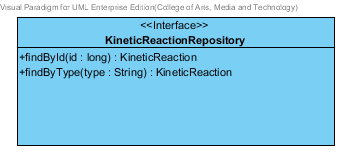 Visual Paradigm for UML Enterprise Edition(College of Arts, Media and Technology)
<<Interface>>
KineticReactionRepository
+findById(id : long) : KineticReaction
+findByType(type : String) : KineticReaction